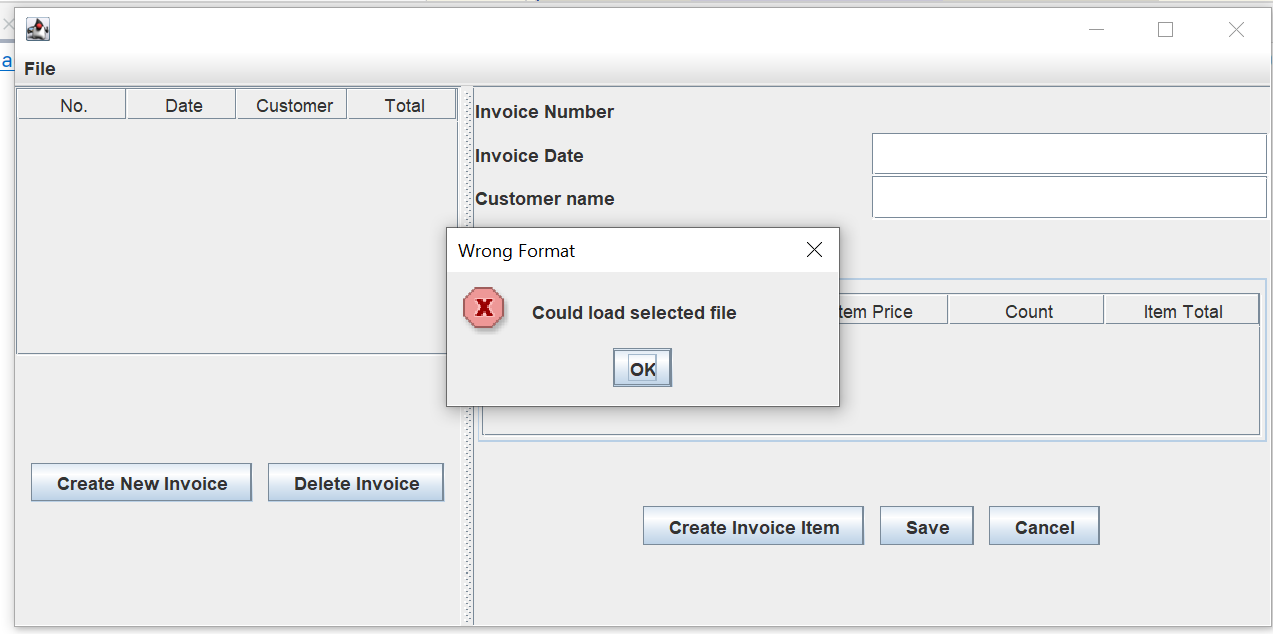 a
File
No. Date Customer Total
Invoice Number
Invoice Date
Customer name
Wrong Format
Could load selected file
OK
tem Price Count Item Total
Create New Invoice Delete Invoice
Create Invoice Item Save Cancel